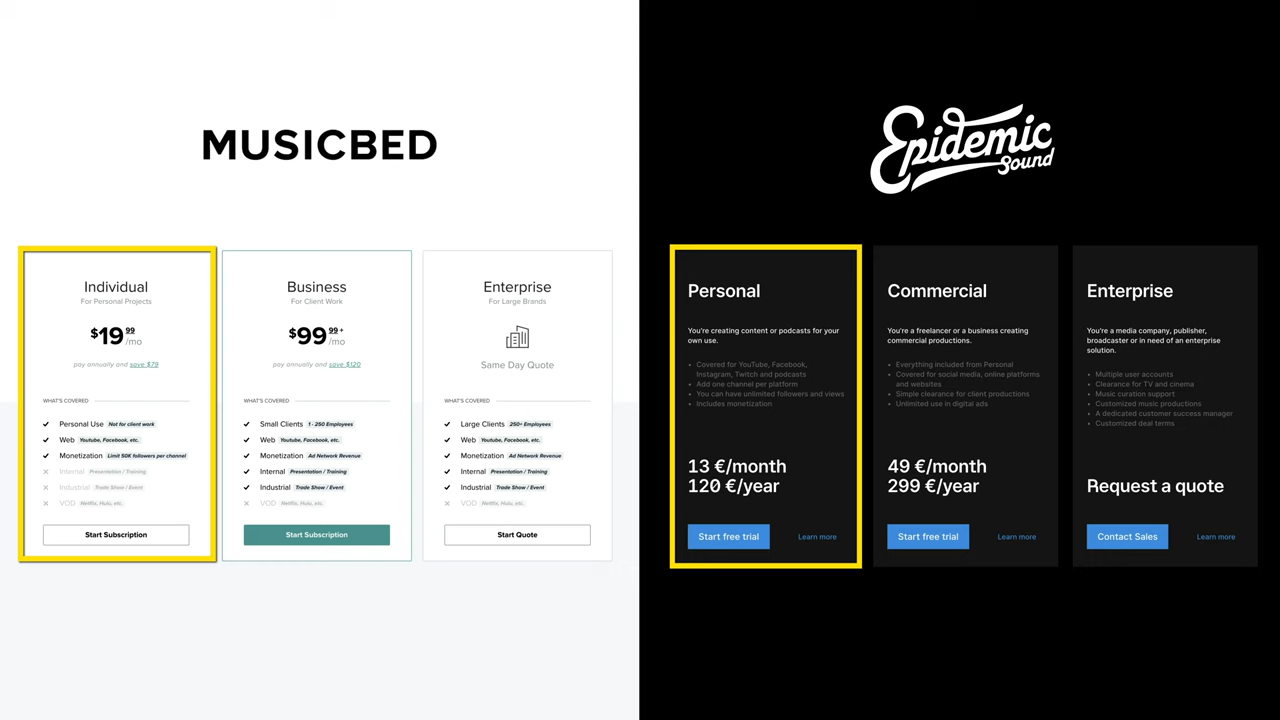 MUSICBED
Individual
For Personal Projects
$19 99 /mo
pay annually and save $79
WHAT'S COVERED
Personal Use Not for client work
Web Youtube, Facebook, etc.
Monetization Limit 50K followers per channel
Internal Presentation / Training
Industrial Trade Show / Event
VOD Netflix, Hulu, etc.
Start Subscription
Business
For Client Work
$99 99 + /mo
pay annually and save $120
WHAT'S COVERED
Small Clients 1 - 250 Employees
Web Youtube, Facebook, etc.
Monetization Ad Network Revenue
Internal Presentation / Training
Industrial Trade Show / Event
VOD Netflix, Hulu, etc.
Start Subscription
Enterprise
For Large Brands
Same Day Quote
WHAT'S COVERED
Large Clients 250+ Employees
Web Youtube, Facebook, etc.
Monetization Ad Network Revenue
Internal Presentation / Training
Industrial Trade Show / Event
VOD Netflix, Hulu, etc.
Start Quote
Epidemic
Sound
Personal
You're creating content or podcasts for your
own use.
• Covered for YouTube, Facebook,
Instagram, Twitch and podcasts
• Add one channel per platform
• You can have unlimited followers and views
• Includes monetization
13 €/month
120 €/year
Start free trial
Learn more
Commercial
You're a freelancer or a business creating
commercial productions.
• Everything included from Personal
• Covered for social media, online platforms
and websites
• Simple clearance for client productions
• Unlimited use in digital ads
49 €/month
299 €/year
Start free trial
Learn more
Enterprise
You're a media company, publisher,
broadcaster or in need of an enterprise
solution.
• Multiple user accounts
• Clearance for TV and cinema
• Music curation support
• Customized music productions
• A dedicated customer success manager
• Customized deal terms
Request a quote
Contact Sales
Learn more